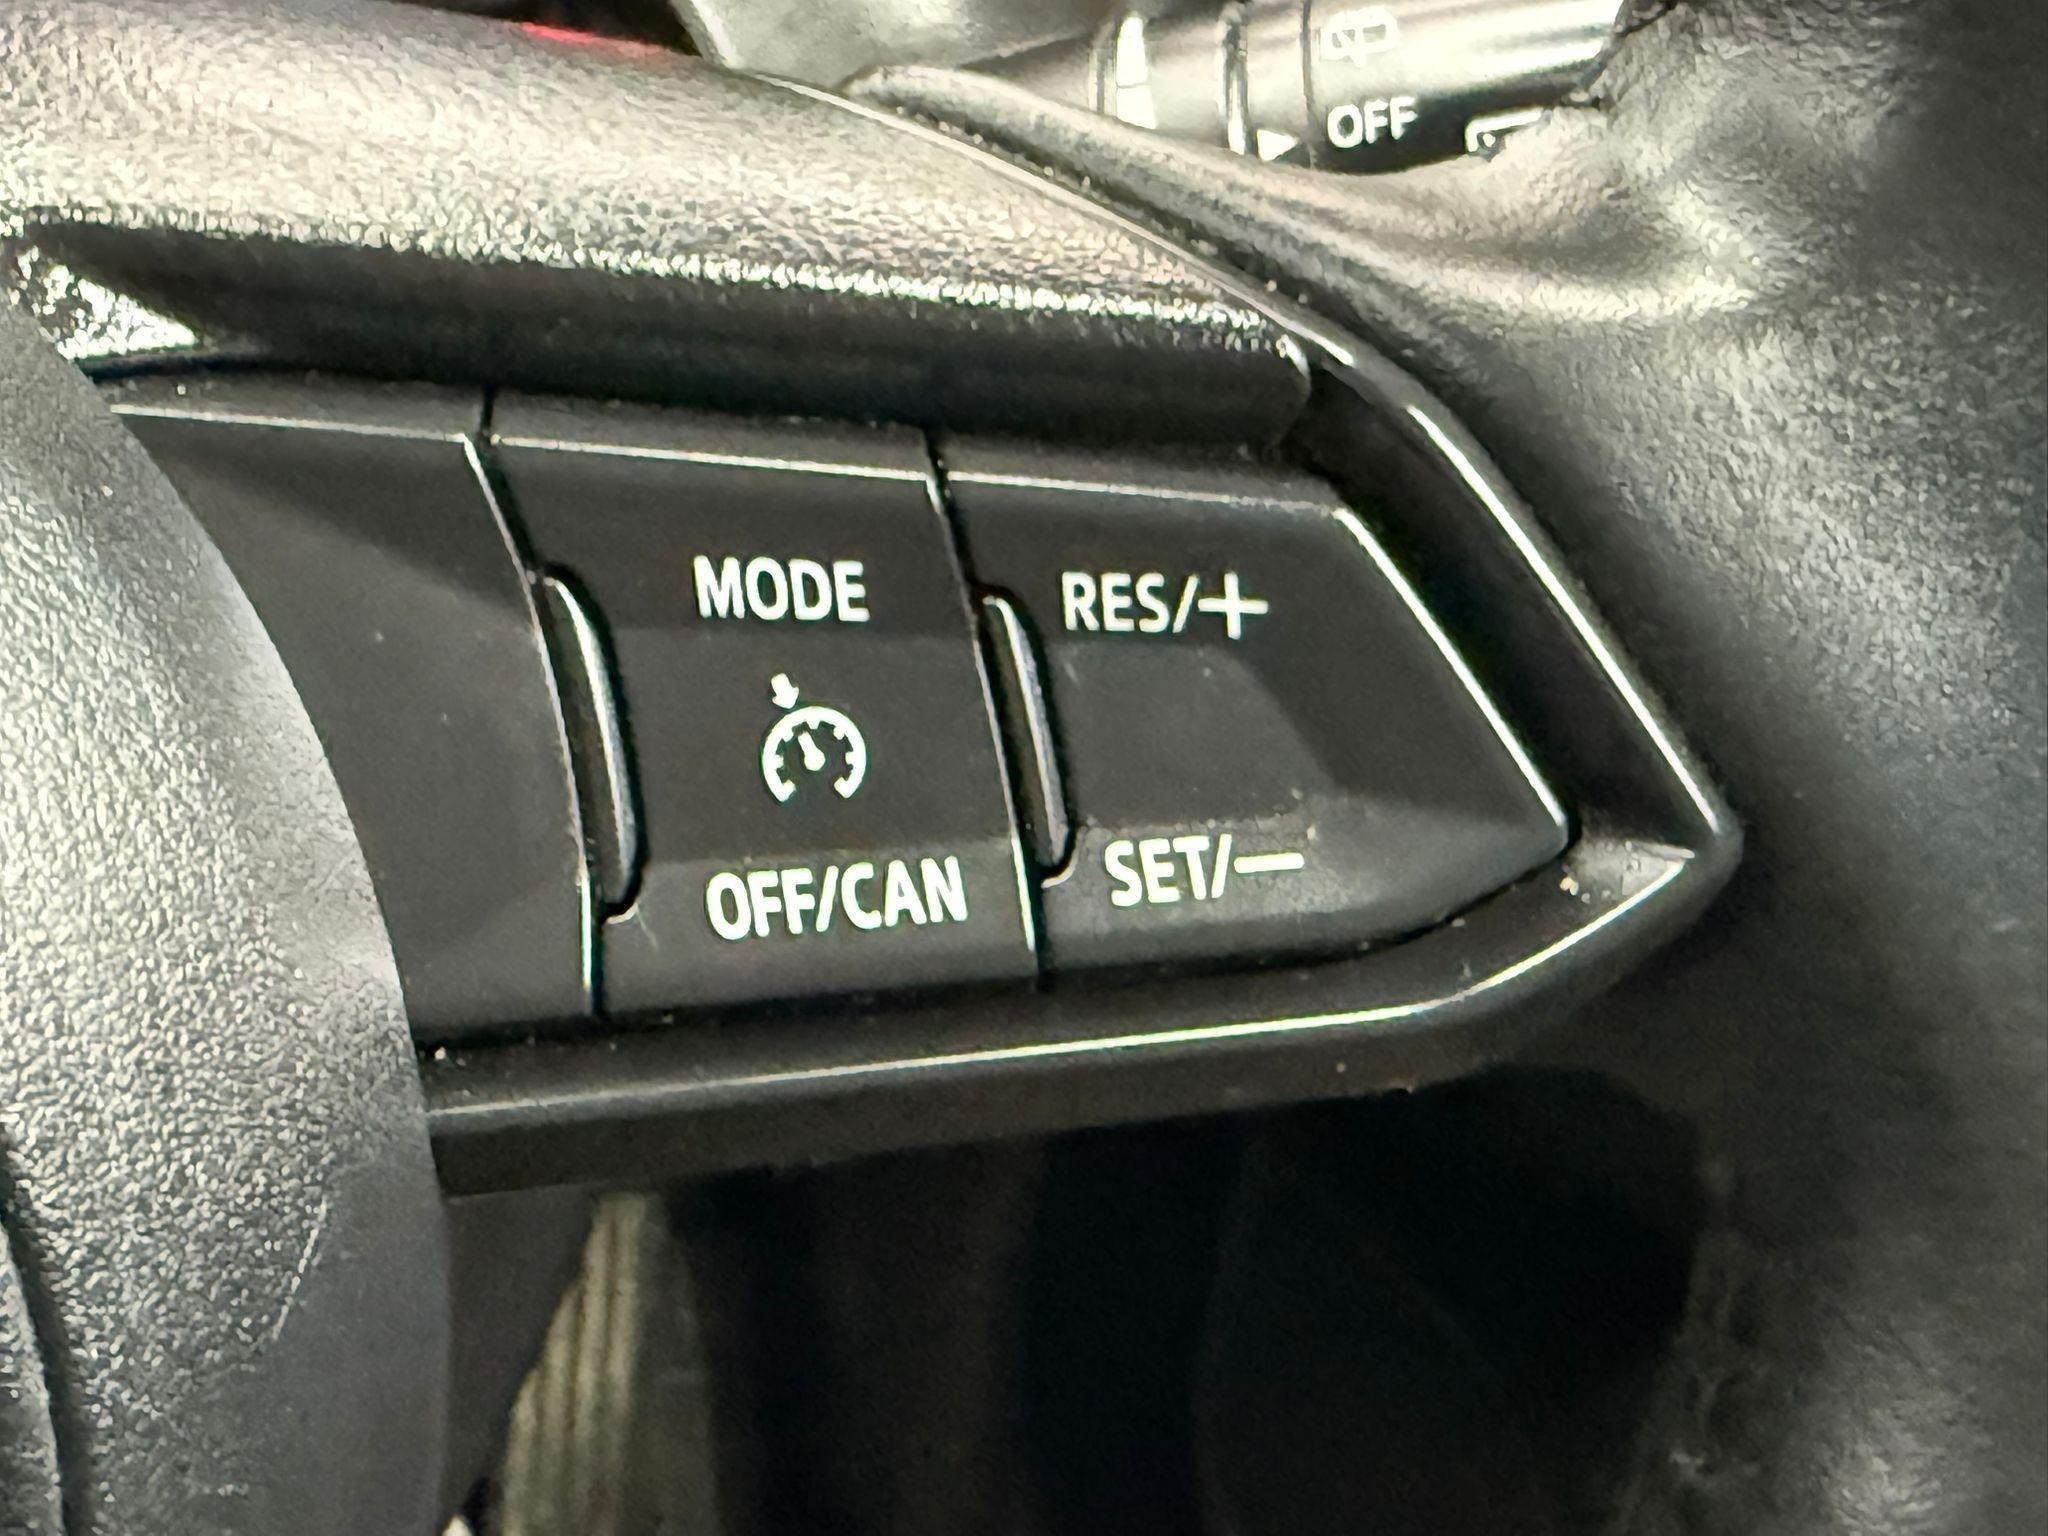 OFF
MODE
RES/+
OFF/CAN
SET/−